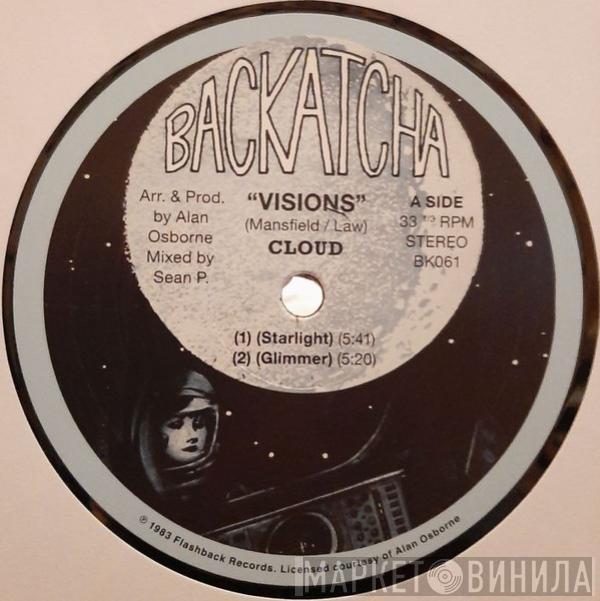 BACKATCHA
Arr. & Prod.
by Alan
Osborne
Mixed by
Sean P.
"VISIONS"
(Mansfield / Law)
CLOUD
A SIDE
33 1/3 RPM
STEREO
BK061
(1) (Starlight) (5:41)
(2) (Glimmer) (5:20)
℗ 1983 Flashback Records. Licensed courtesy of Alan Osborne
МАРКЕТ ВИНИЛА